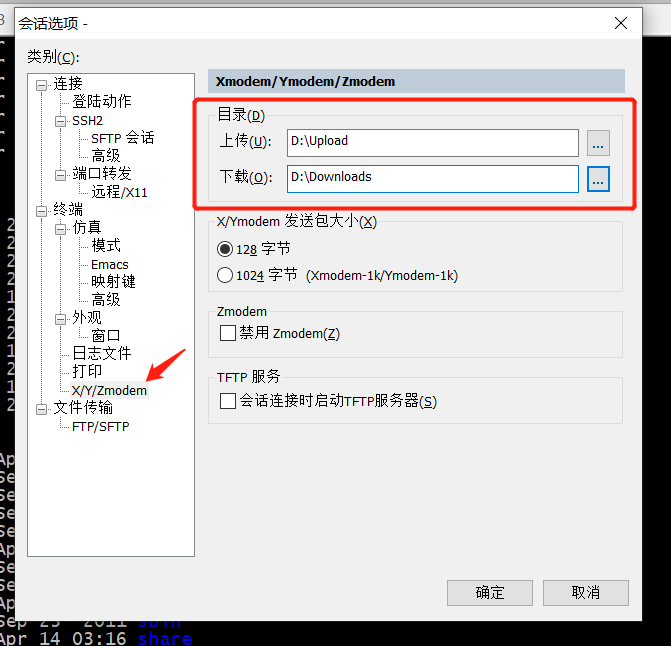 会话选项 -
类别(C):
连接
登陆动作
SSH2
SFTP 会话
高级
端口转发
远程/X11
终端
仿真
模式
Emacs
映射键
高级
外观
窗口
日志文件
打印
X/Y/Zmodem
文件传输
FTP/SFTP
Xmodem/Ymodem/Zmodem
目录(D)
上传(U):
D:\Upload
...
下载(O):
D:\Downloads
...
X/Ymodem 发送包大小(X)
128 字节
1024 字节 (Xmodem-1k/Ymodem-1k)
Zmodem
禁用 Zmodem(Z)
TFTP 服务
会话连接时启动TFTP服务器(S)
确定
取消
Sep 23 2011 sbin
Apr 14 03:16 share